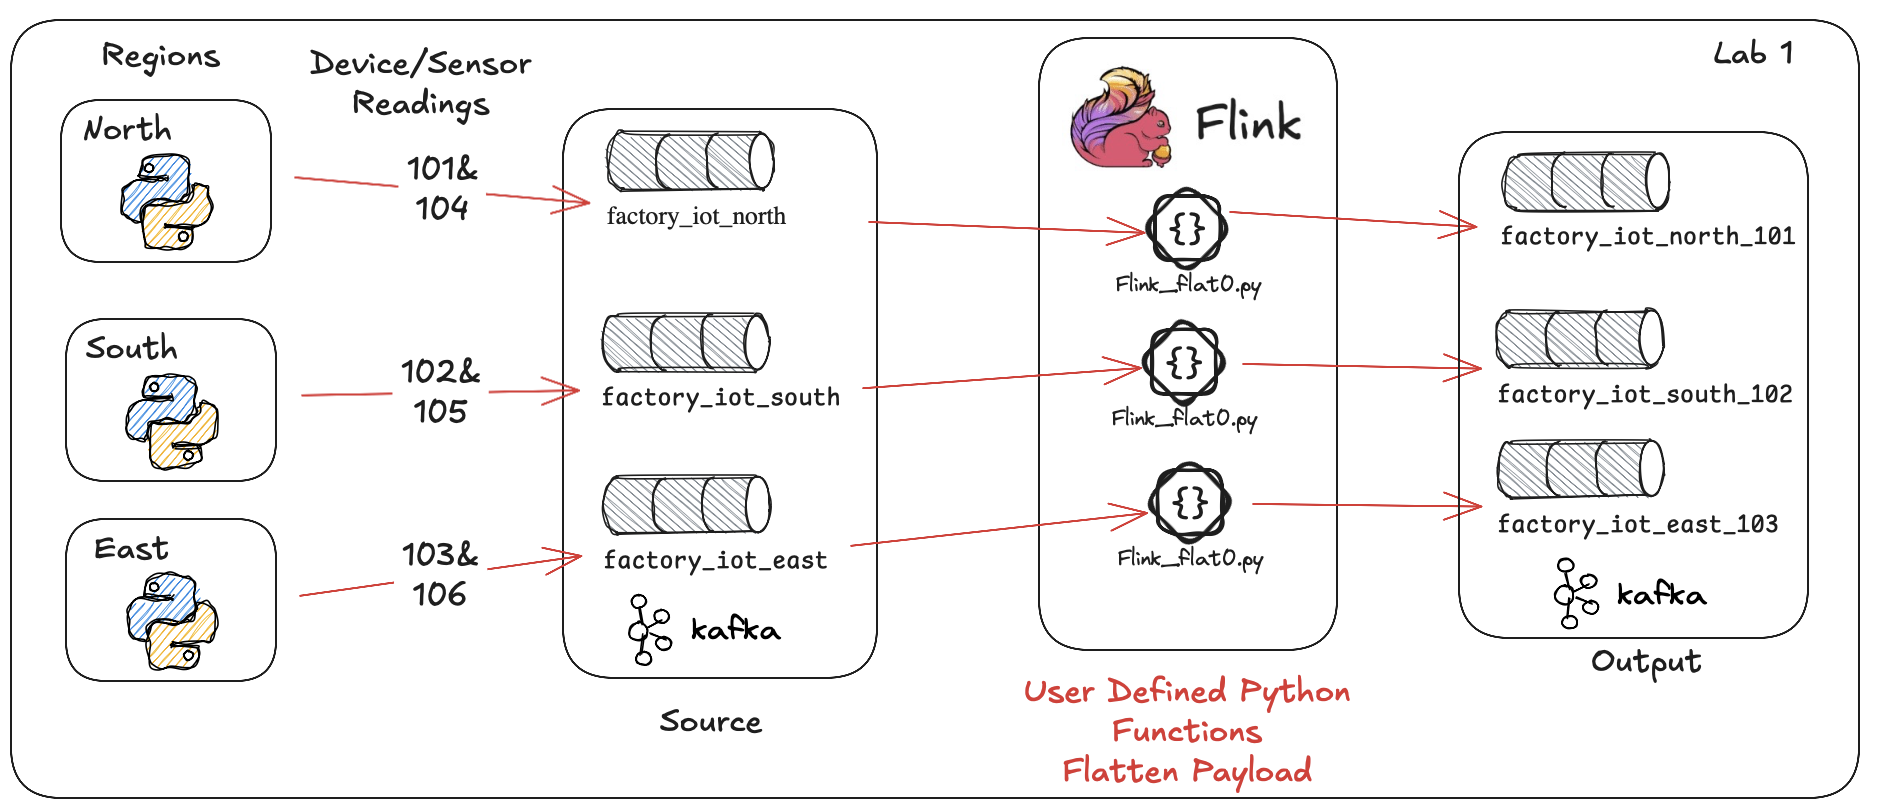 Regions
Device/Sensor
Readings
Lab 1
North
101&
104
factory_iot_north
Flink
{}
Flink_flat0.py
factory_iot_north_101
South
102&
105
factory_iot_south
{}
Flink_flat0.py
factory_iot_south_102
East
103&
106
factory_iot_east
kafka
Source
{}
Flink_flat0.py
User Defined Python
Functions
Flatten Payload
factory_iot_east_103
kafka
Output